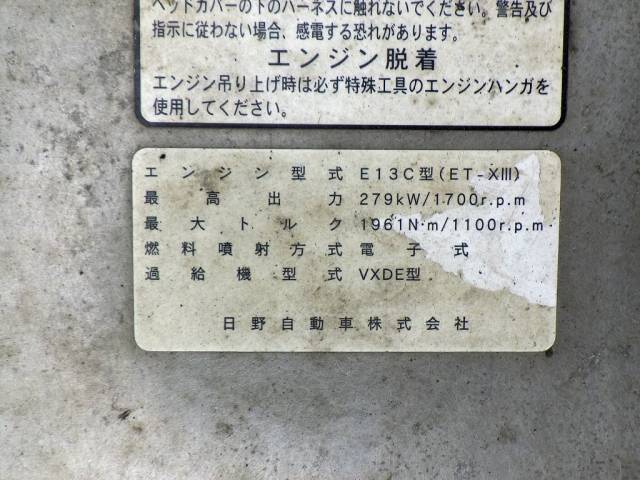 ヘッドカバーの下のハーネスに触れないでください。警告及び
指示に従わない場合、感電する恐れがあります。
エンジン脱着
エンジン吊り上げ時は必ず特殊工具のエンジンハンガを
使用してください。
エンジン型式 E13C型(ET-XIII)
最高出力 279kW/1700r.p.m
最大トルク 1961N·m/1100r.p.m
燃料噴射方式 電子式
過給機型式 VXDE型
日野自動車株式会社